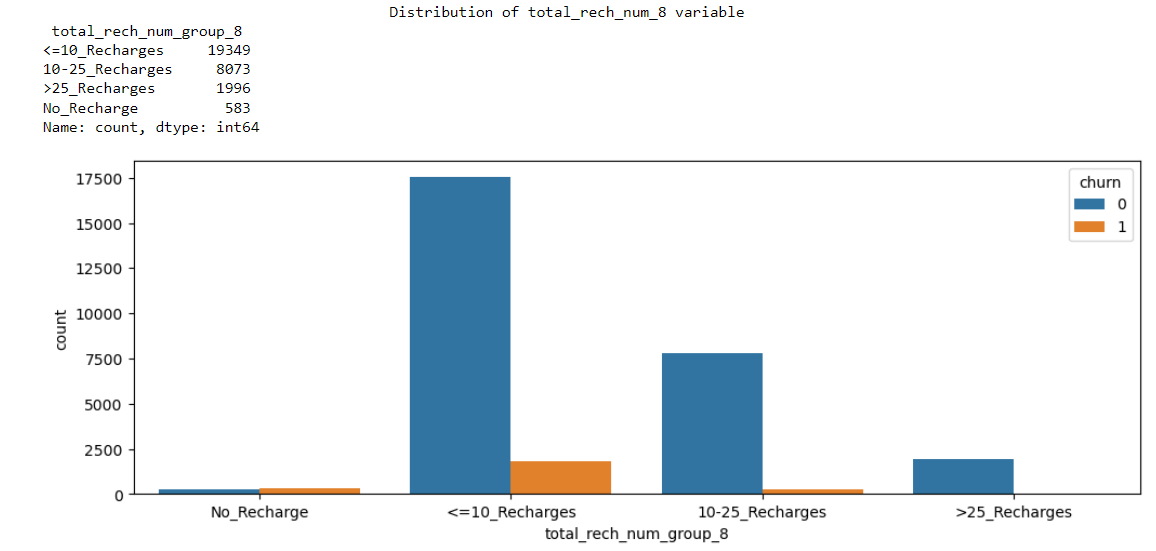 Distribution of total_rech_num_8 variable
total_rech_num_group_8
<=10_Recharges 19349
10-25_Recharges 8073
>25_Recharges 1996
No_Recharge 583
Name: count, dtype: int64
churn
0
1
17500
15000
12500
10000
7500
5000
2500
0
count
No_Recharge <=10_Recharges 10-25_Recharges >25_Recharges
total_rech_num_group_8